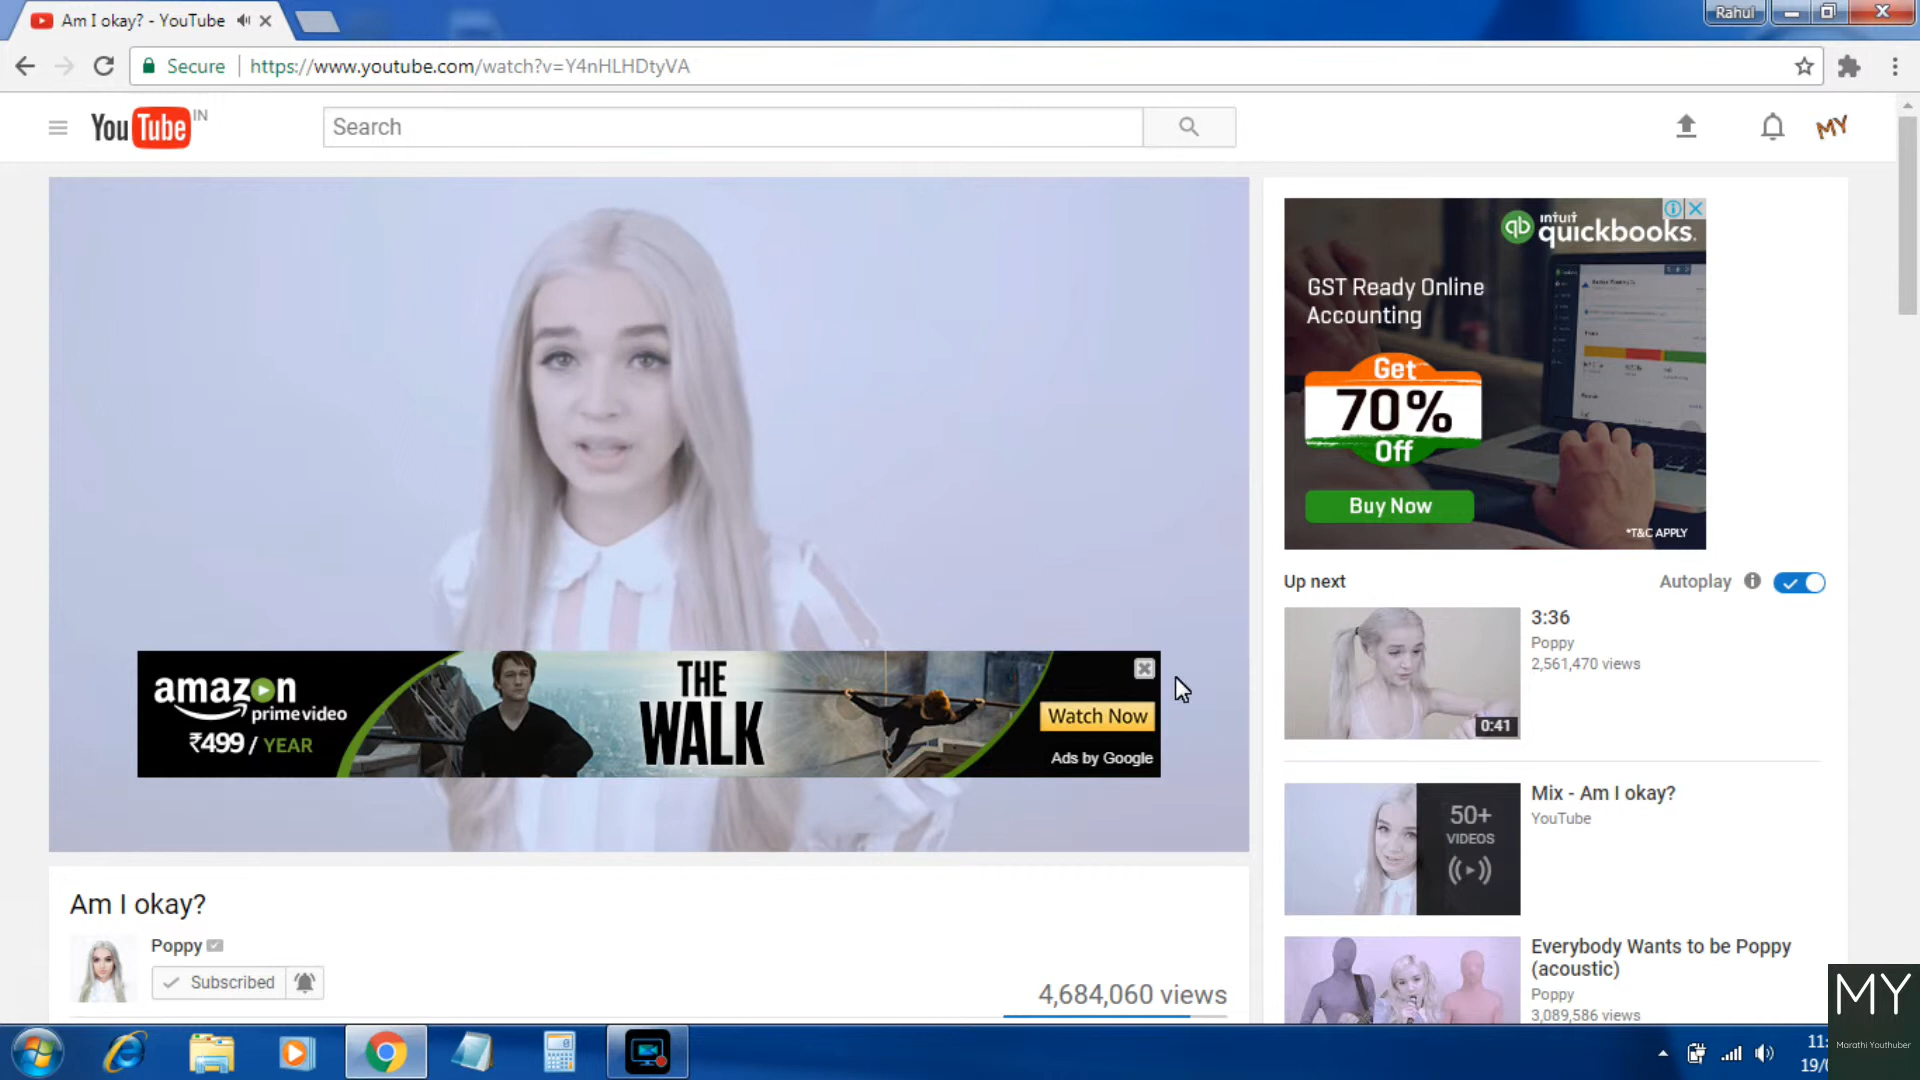 Am I okay? - YouTube
Rahul
Secure
https://www.youtube.com/watch?v=Y4nHLHDtyVA
YouTube IN
Search
MY
intuit
quickbooks.
GST Ready Online
Accounting
Get
70%
Off
Buy Now
*T&C APPLY
Up next
Autoplay
3:36
Poppy
2,561,470 views
0:41
amazon
prime video
₹499 / YEAR
THE
WALK
Watch Now
Ads by Google
50+
VIDEOS
Mix - Am I okay?
YouTube
Am I okay?
Poppy
Subscribed
4,684,060 views
Everybody Wants to be Poppy
(acoustic)
Poppy
3,089,586 views
MY
Marathi Youthuber
11:
19/